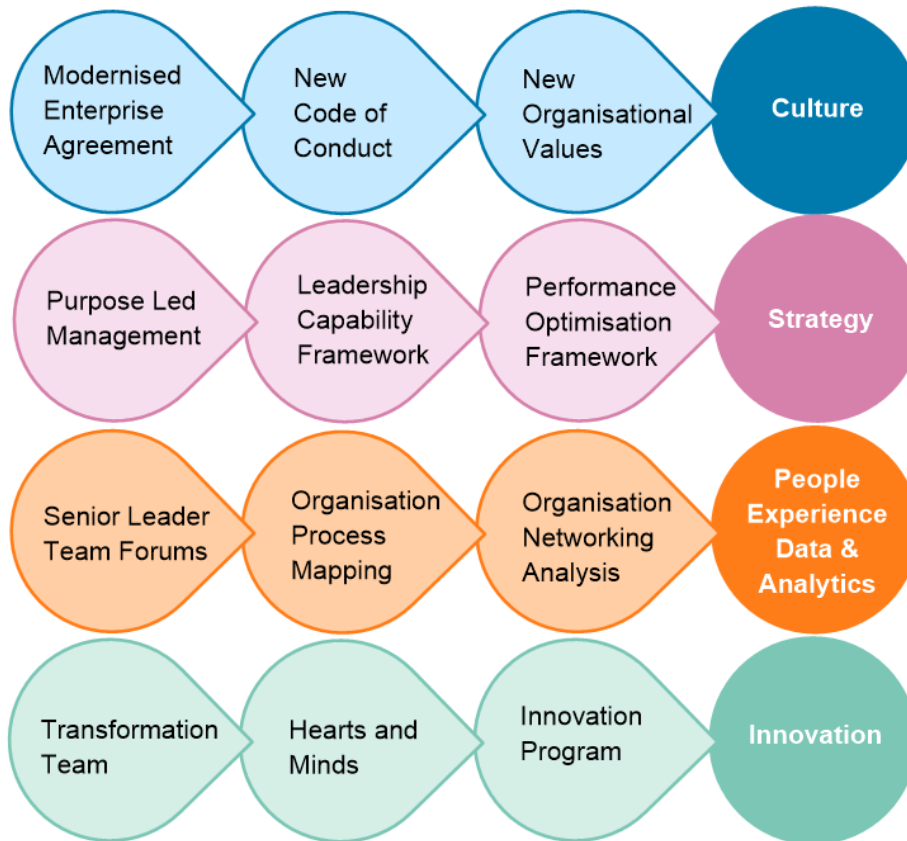 Modernised
Enterprise
Agreement
New
Code of
Conduct
New
Organisational
Values
Culture
Purpose Led
Management
Leadership
Capability
Framework
Performance
Optimisation
Framework
Strategy
Senior Leader
Team Forums
Organisation
Process
Mapping
Organisation
Networking
Analysis
People
Experience
Data &
Analytics
Transformation
Team
Hearts and
Minds
Innovation
Program
Innovation